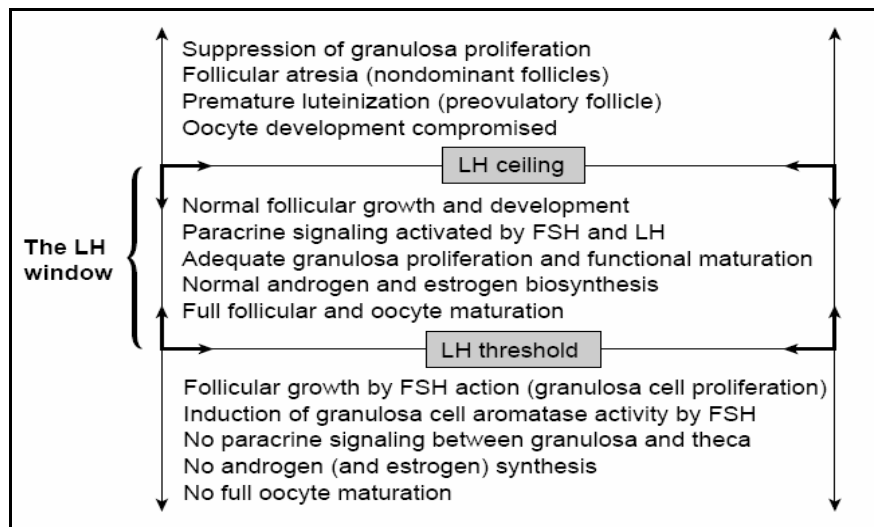 Suppression of granulosa proliferation
Follicular atresia (nondominant follicles)
Premature luteinization (preovulatory follicle)
Oocyte development compromised
LH ceiling
The LH
window
Normal follicular growth and development
Paracrine signaling activated by FSH and LH
Adequate granulosa proliferation and functional maturation
Normal androgen and estrogen biosynthesis
Full follicular and oocyte maturation
LH threshold
Follicular growth by FSH action (granulosa cell proliferation)
Induction of granulosa cell aromatase activity by FSH
No paracrine signaling between granulosa and theca
No androgen (and estrogen) synthesis
No full oocyte maturation